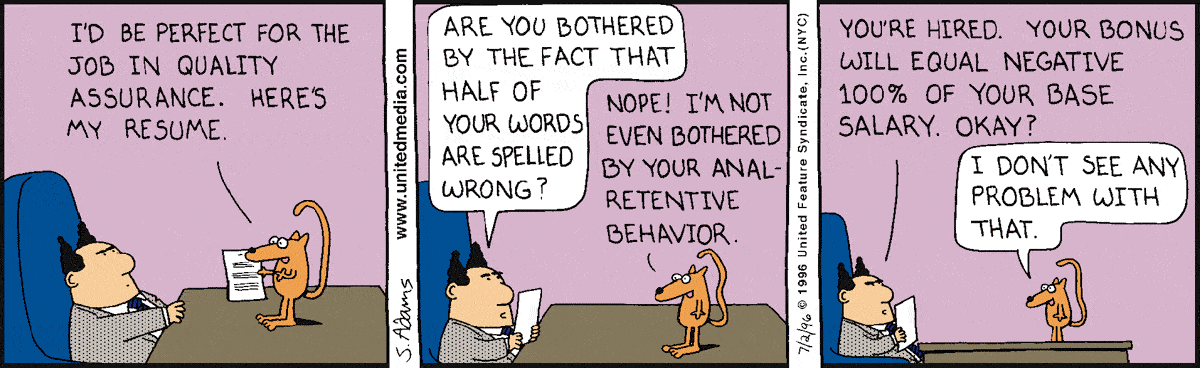 I'D BE PERFECT FOR THE
JOB IN QUALITY
ASSURANCE. HERE'S
MY RESUME.
www.unitedmedia.com
S. Adams
ARE YOU BOTHERED
BY THE FACT THAT
HALF OF
YOUR WORDS
ARE SPELLED
WRONG?
NOPE! I'M NOT
EVEN BOTHERED
BY YOUR ANAL-
RETENTIVE
BEHAVIOR.
7/2/96 © 1996 United Feature Syndicate, Inc.(NYC)
YOU'RE HIRED. YOUR BONUS
WILL EQUAL NEGATIVE
100% OF YOUR BASE
SALARY. OKAY?
I DON'T SEE ANY
PROBLEM WITH
THAT.